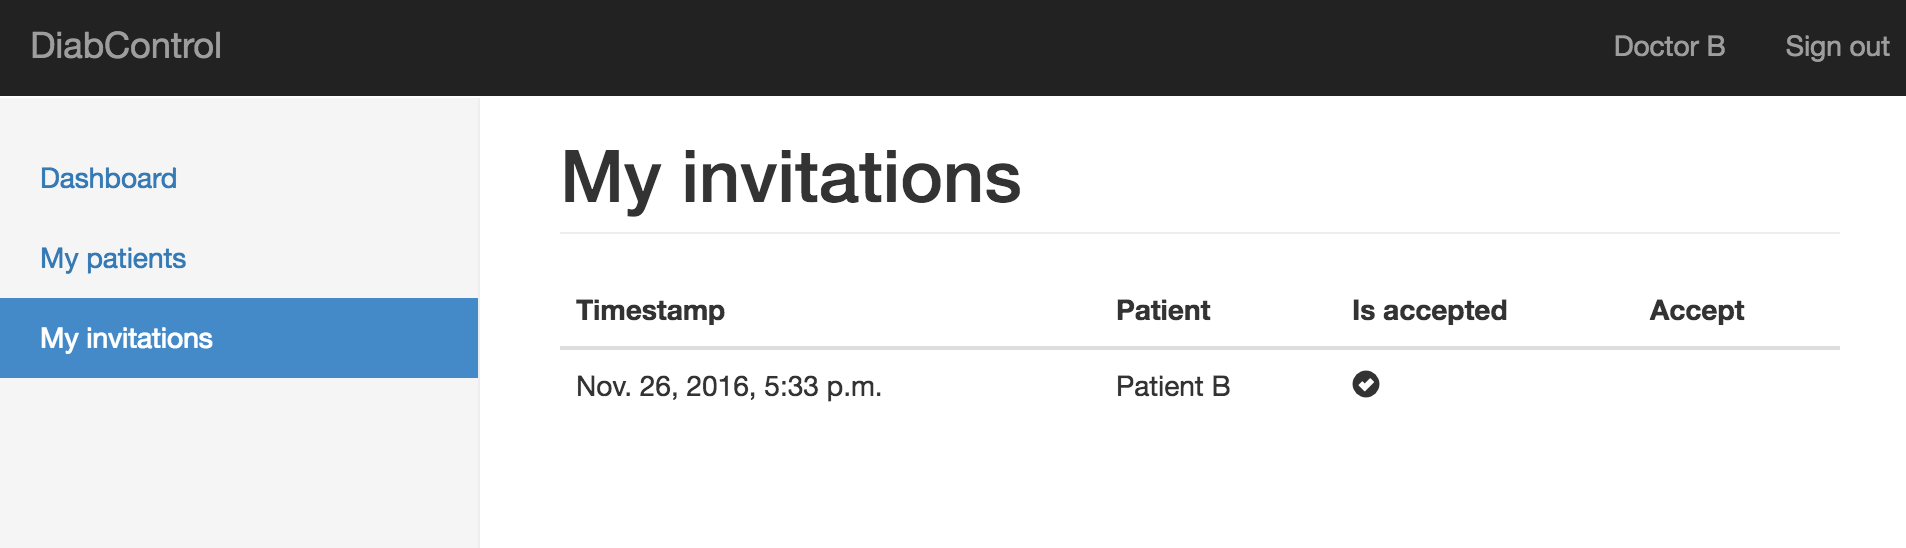 DiabControl Doctor B Sign out
Dashboard
My patients
My invitations
My invitations
Timestamp Patient Is accepted Accept
Nov. 26, 2016, 5:33 p.m. Patient B